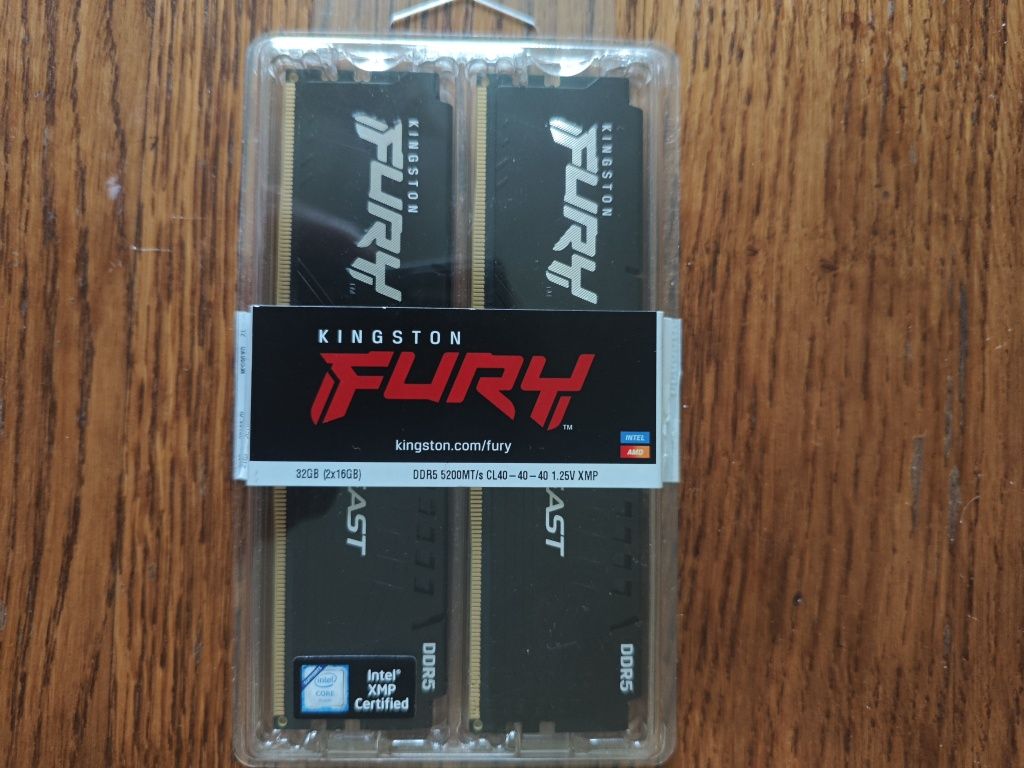 KINGSTON
FURY
KINGSTON
FURY
KINGSTON
FURY™
kingston.com/fury
INTEL
AMD
32GB (2x16GB)
DDR5 5200MT/s CL40-40-40 1.25V XMP
AST
AST
DDR5
DDR5
intel
CORE
Intel®
XMP
Certified